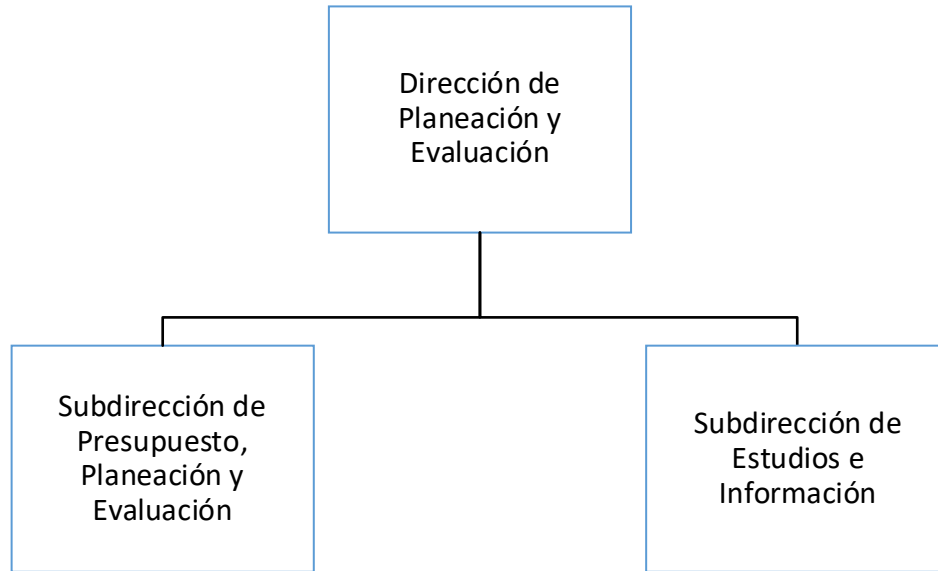 Dirección de
Planeación y
Evaluación
Subdirección de
Presupuesto,
Planeación y
Evaluación
Subdirección de
Estudios e
Información